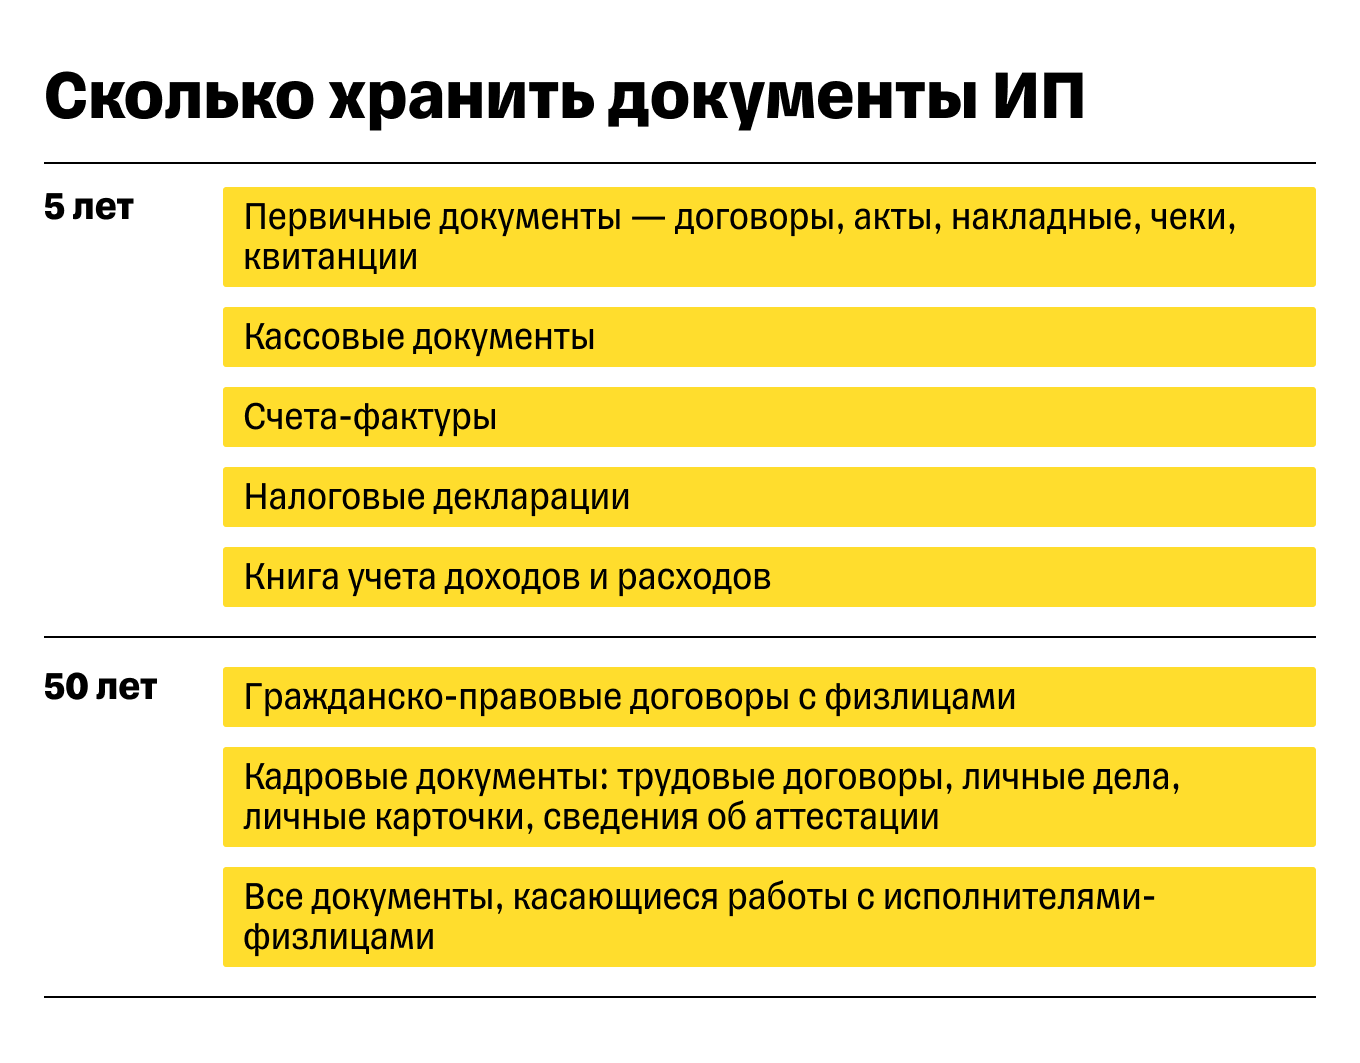 Сколько хранить документы ИП
5 лет
Первичные документы — договоры, акты, накладные, чеки,
квитанции
Кассовые документы
Счета-фактуры
Налоговые декларации
Книга учета доходов и расходов
50 лет
Гражданско-правовые договоры с физлицами
Кадровые документы: трудовые договоры, личные дела,
личные карточки, сведения об аттестации
Все документы, касающиеся работы с исполнителями-
физлицами